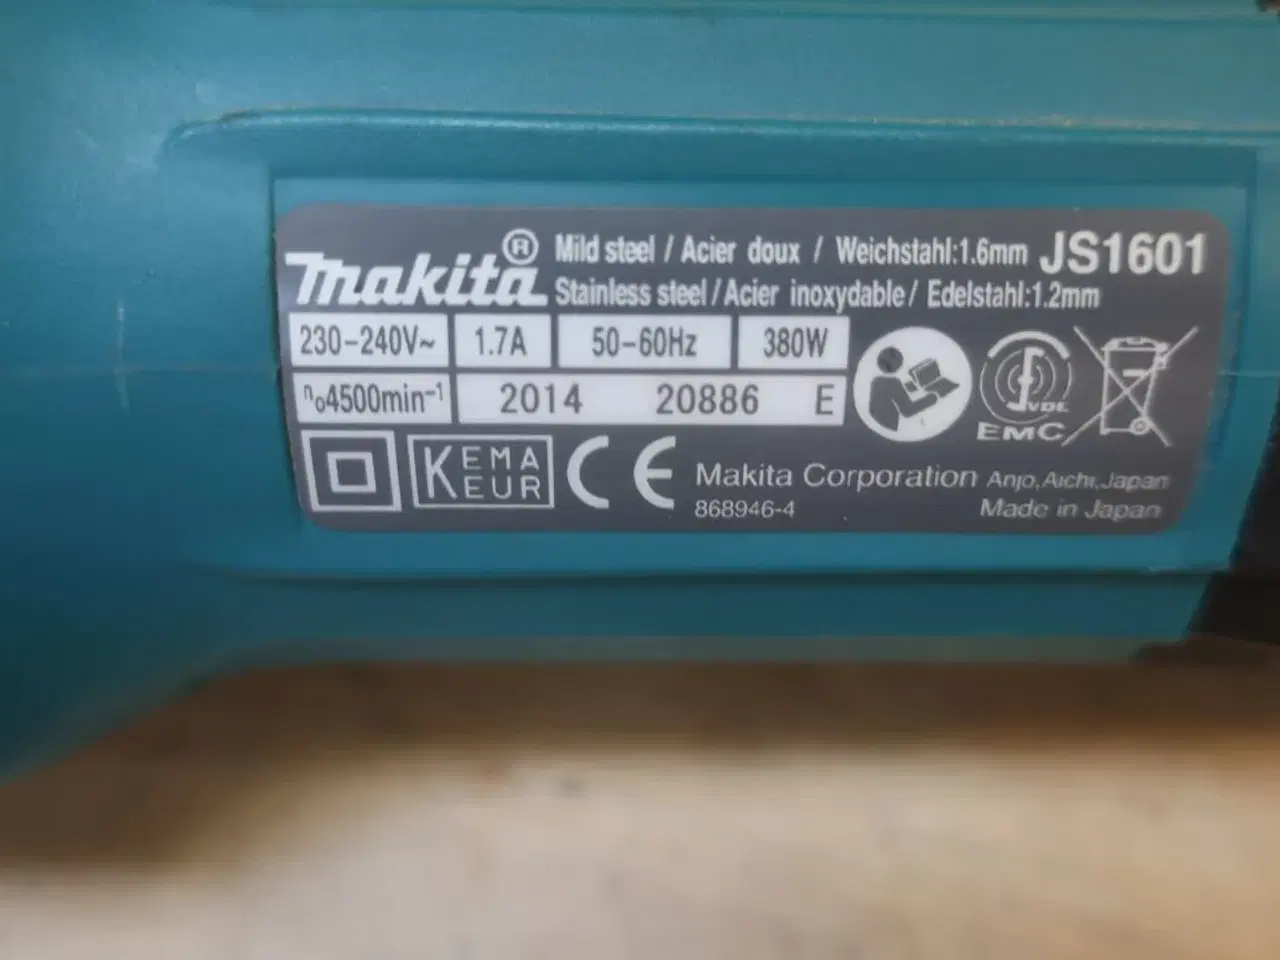 makita® Mild steel / Acier doux / Weichstahl:1.6mm JS1601
Stainless steel / Acier inoxydable / Edelstahl:1.2mm
230-240V~ 1.7A 50-60Hz 380W
n₀4500min⁻¹ 2014 20886 E
VDE
EMC
KEMA
KEUR
CE
Makita Corporation Anjo, Aichi, Japan
868946-4 Made in Japan